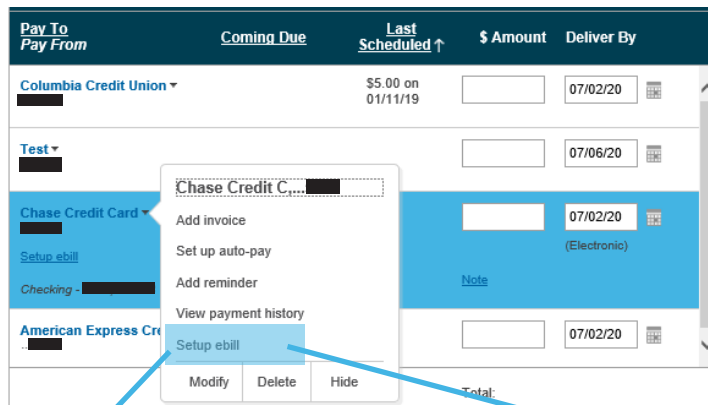 Pay To
Pay From
Coming Due
Last
Scheduled ↑
$ Amount
Deliver By
Columbia Credit Union
$5.00 on
01/11/19
07/02/20
Test
07/06/20
Chase Credit C,...
Add invoice
Set up auto-pay
Add reminder
View payment history
Setup ebill
Modify
Delete
Hide
Chase Credit Card
07/02/20
(Electronic)
Setup ebill
Note
Checking -
American Express Cre
..
07/02/20
Total: